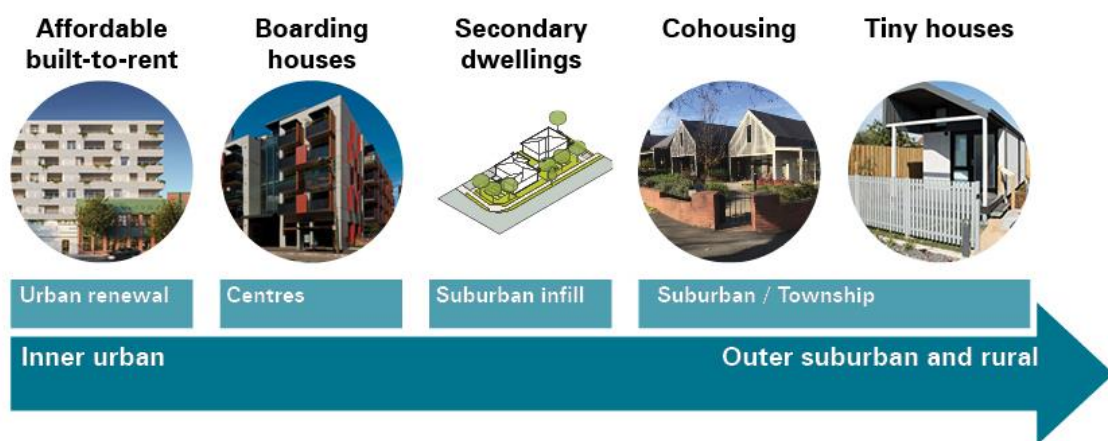 Affordable
built-to-rent
Boarding
houses
Secondary
dwellings
Cohousing
Tiny houses
Urban renewal
Centres
Suburban infill
Suburban / Township
Inner urban
Outer suburban and rural